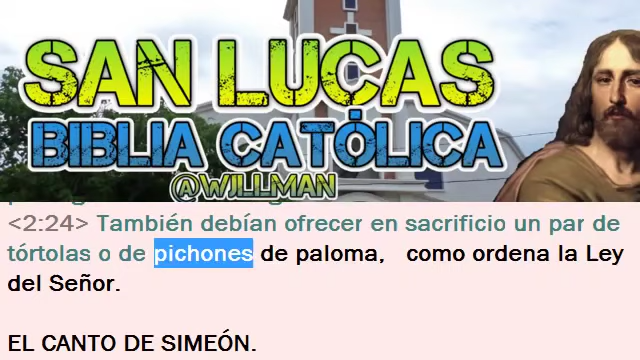 SAN LUCAS
BIBLIA CATÓLICA
@WILLMAN
<2:24> También debían ofrecer en sacrificio un par de
tórtolas o de pichones de paloma, como ordena la Ley
del Señor.
EL CANTO DE SIMEÓN.